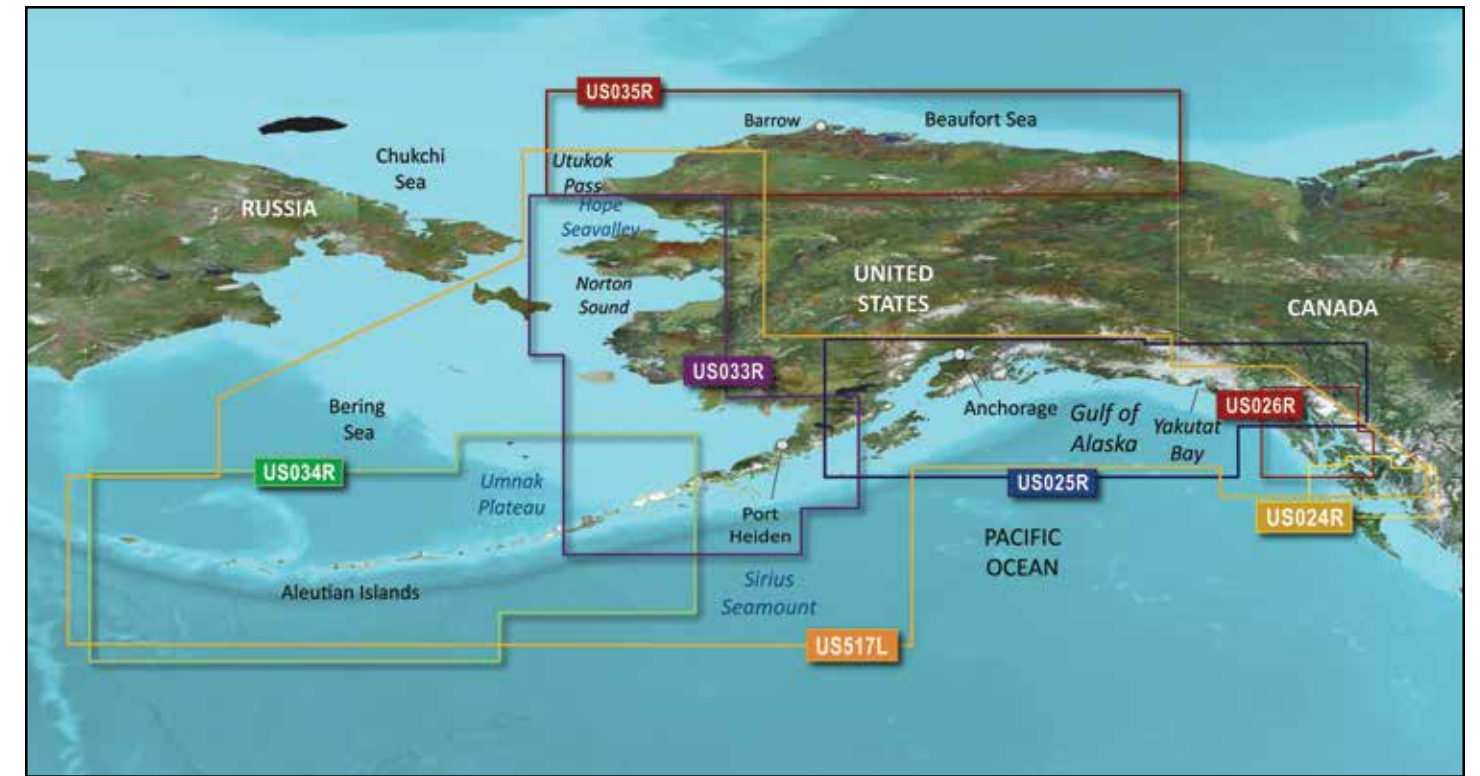 US035R
Barrow
Beaufort Sea
Chukchi
Sea
Utukok
Pass
RUSSIA
Hope
Seavalley
UNITED
STATES
Norton
Sound
CANADA
US033R
Bering
Sea
Anchorage
Gulf of
Alaska
Yakutat
Bay
US026R
US034R
Umnak
Plateau
US025R
Port
Heiden
US024R
PACIFIC
OCEAN
Aleutian Islands
Sirius
Seamount
US517L